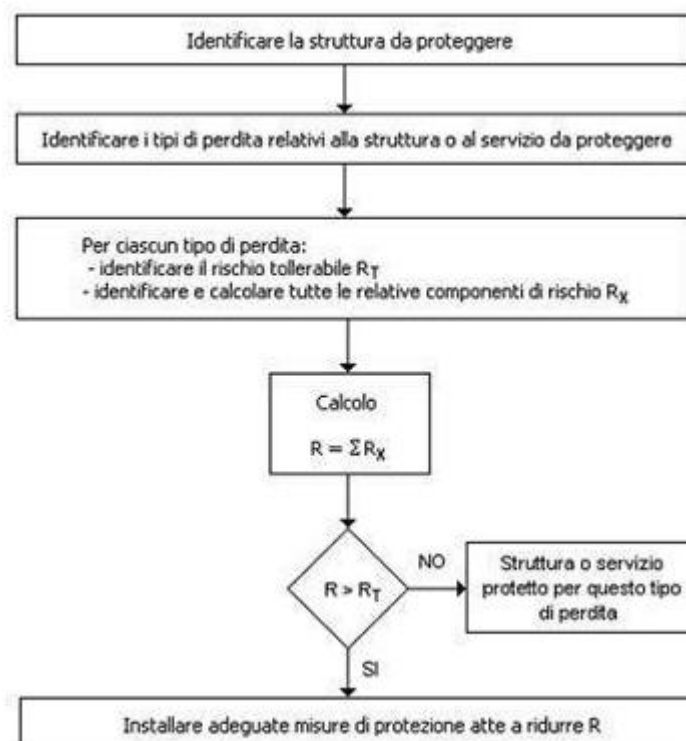 Identificare la struttura da proteggere
Identificare i tipi di perdita relativi alla struttura o al servizio da proteggere
Per ciascun tipo di perdita:
- identificare il rischio tollerabile RT
- identificare e calcolare tutte le relative componenti di rischio RX
Calcolo
R = ΣRX
R > RT
NO
Struttura o servizio
protetto per questo tipo
di perdita
SI
Installare adeguate misure di protezione atte a ridurre R